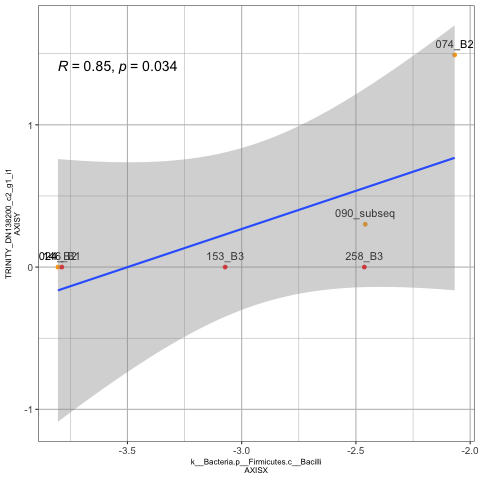 074_B2
R = 0.85, p = 0.034
1
090_subseq
153_B3
258_B3
0
-1
-3.5
-3.0
-2.5
-2.0
k__Bacteria.p__Firmicutes.c__Bacilli
AXISX
TRINITY_DN138200_c2_g1_i1
AXISY